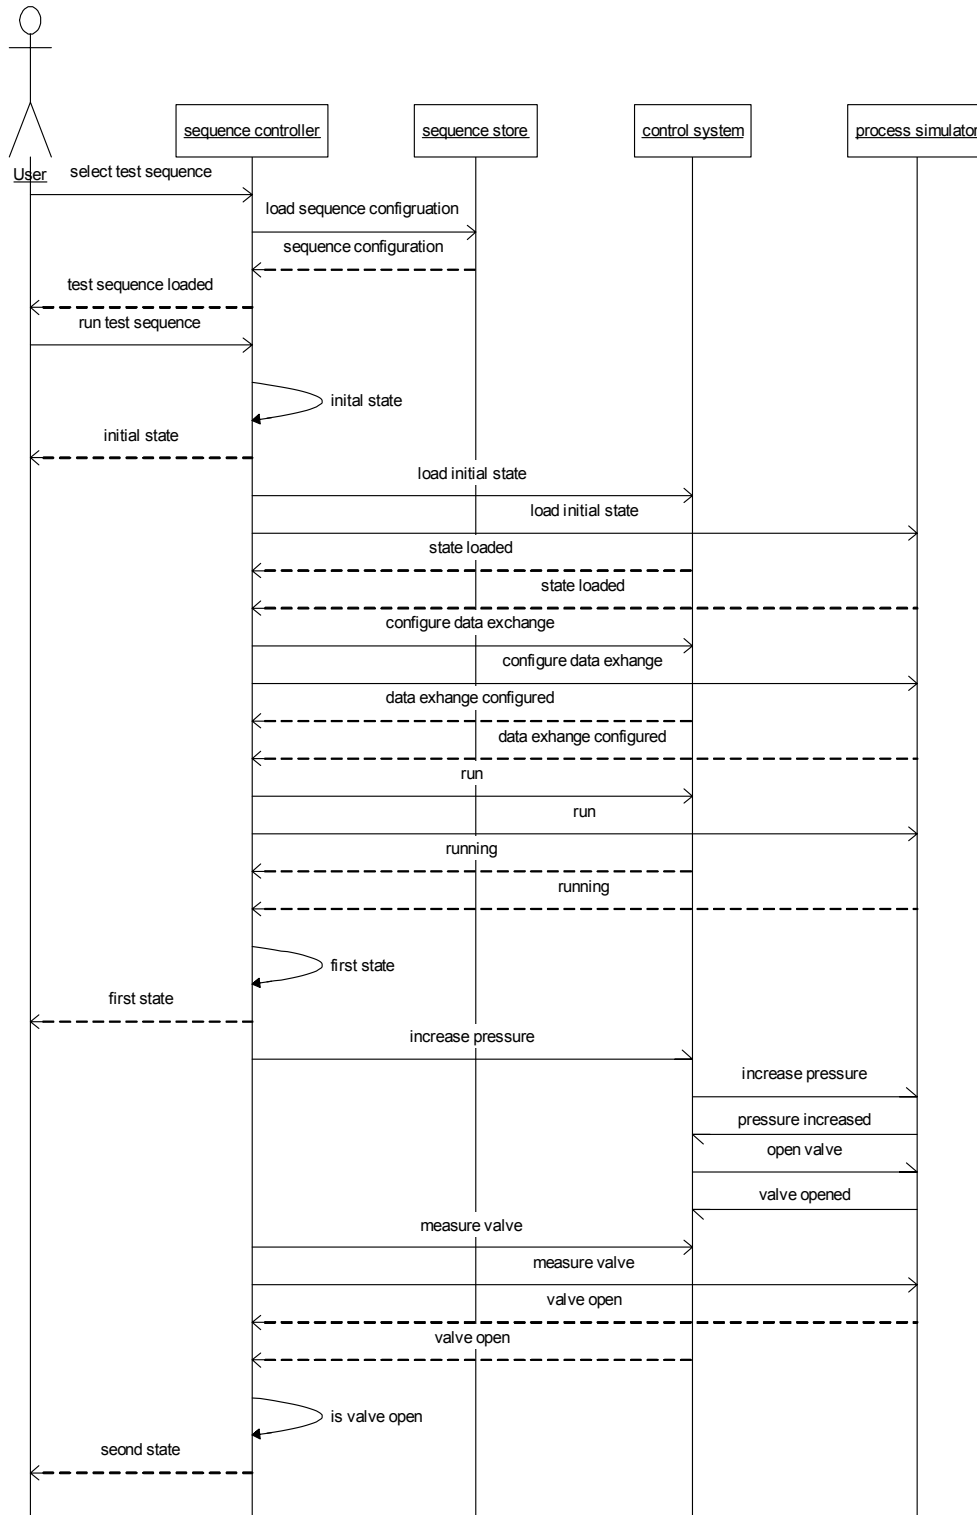 sequence controller
sequence store
control system
process simulator
User
select test sequence
load sequence configruation
sequence configuration
test sequence loaded
run test sequence
inital state
initial state
load initial state
load initial state
state loaded
state loaded
configure data exchange
configure data exhange
data exhange configured
data exhange configured
run
run
running
running
first state
first state
increase pressure
increase pressure
pressure increased
open valve
valve opened
measure valve
measure valve
valve open
valve open
is valve open
seond state